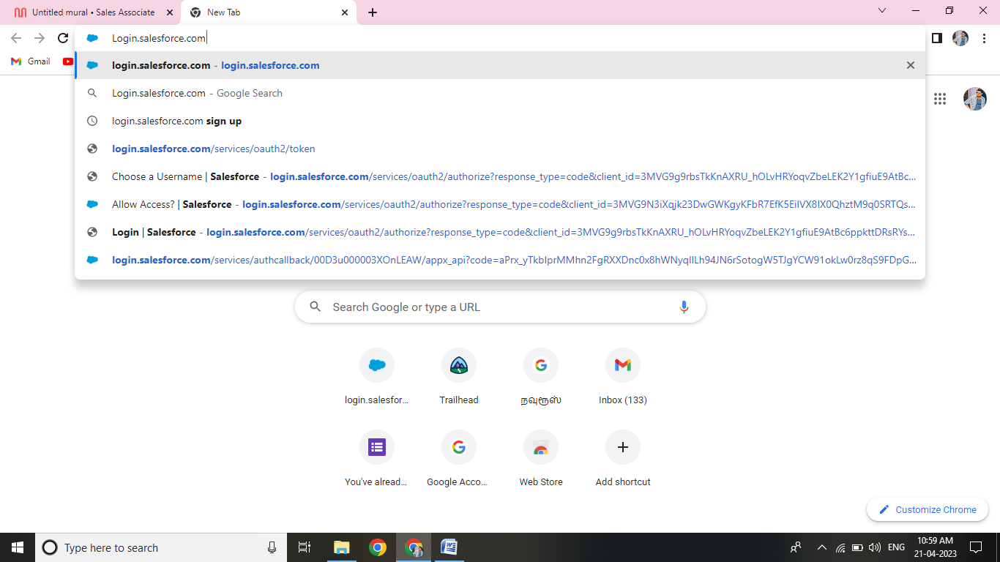 Untitled mural • Sales Associate
New Tab
Login.salesforce.com
Gmail
login.salesforce.com - login.salesforce.com
Login.salesforce.com - Google Search
login.salesforce.com sign up
login.salesforce.com/services/oauth2/token
Choose a Username | Salesforce - login.salesforce.com/services/oauth2/authorize?response_type=code&client_id=3MVG9g9rbsTkKnAXRU_hOLvHRYoqvZbeLEK2Y1gfiuE9AtBc...
Allow Access? | Salesforce - login.salesforce.com/services/oauth2/authorize?response_type=code&client_id=3MVG9N3iXqjk23DwGWKgyKFbR7EfK5EiIVX8IX0QhztM9q0SRTQs...
Login | Salesforce - login.salesforce.com/services/oauth2/authorize?response_type=code&client_id=3MVG9g9rbsTkKnAXRU_hOLvHRYoqvZbeLEK2Y1gfiuE9AtBc6ppkttDRsRYs...
login.salesforce.com/services/authcallback/00D3u000003XOnLEAW/appx_api?code=aPrx_yTkbIprMMhn2FgRXXDnc0x8hWNyqlILh94JN6rSotogW5TJgYCW91okLw0rz8qS9FDpG...
Search Google or type a URL
login.salesfor...
Trailhead
நவுரூஸ்
Inbox (133)
You've alread...
Google Acco...
Web Store
Add shortcut
Customize Chrome
Type here to search
ENG
10:59 AM
21-04-2023